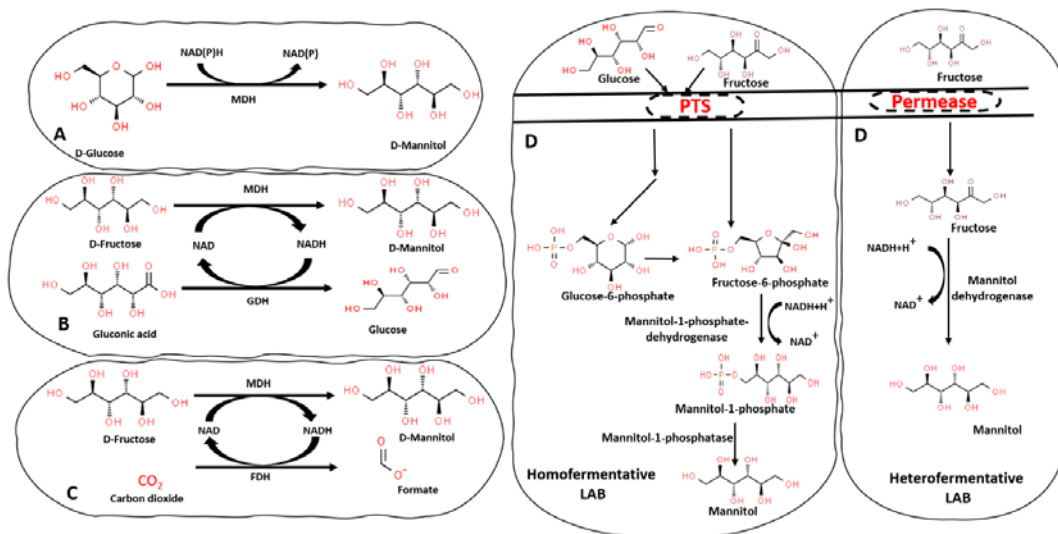 NAD(P)H
NAD(P)
MDH
D-Glucose
D-Mannitol
A
MDH
D-Fructose
NAD
NADH
D-Mannitol
GDH
Gluconic acid
Glucose
B
MDH
D-Fructose
NAD
NADH
D-Mannitol
FDH
CO2
Carbon dioxide
Formate
C
Glucose
Fructose
PTS
D
Glucose-6-phosphate
Fructose-6-phosphate
Mannitol-1-phosphate-
dehydrogenase
NADH+H+
NAD+
Mannitol-1-phosphate
Mannitol-1-phosphatase
Mannitol
Homofermentative
LAB
Fructose
Permease
D
Fructose
NADH+H+
NAD+
Mannitol
dehydrogenase
Mannitol
Heterofermentative
LAB